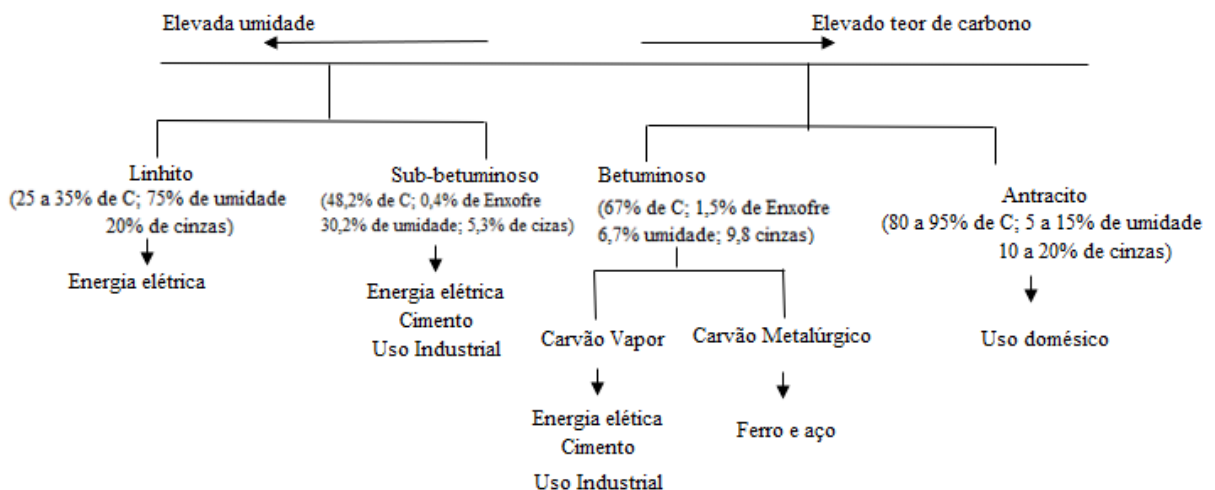 Elevada umidade
Elevado teor de carbono
Linhito
(25 a 35% de C; 75% de umidade
20% de cinzas)
Energia elétrica
Sub-betuminoso
(48,2% de C; 0,4% de Enxofre
30,2% de umidade; 5,3% de cizas)
Energia elétrica
Cimento
Uso Industrial
Betuminoso
(67% de C; 1,5% de Enxofre
6,7% umidade; 9,8 cinzas)
Carvão Vapor
Energia elética
Cimento
Uso Industrial
Carvão Metalúrgico
Ferro e aço
Antracito
(80 a 95% de C; 5 a 15% de umidade
10 a 20% de cinzas)
Uso domésico